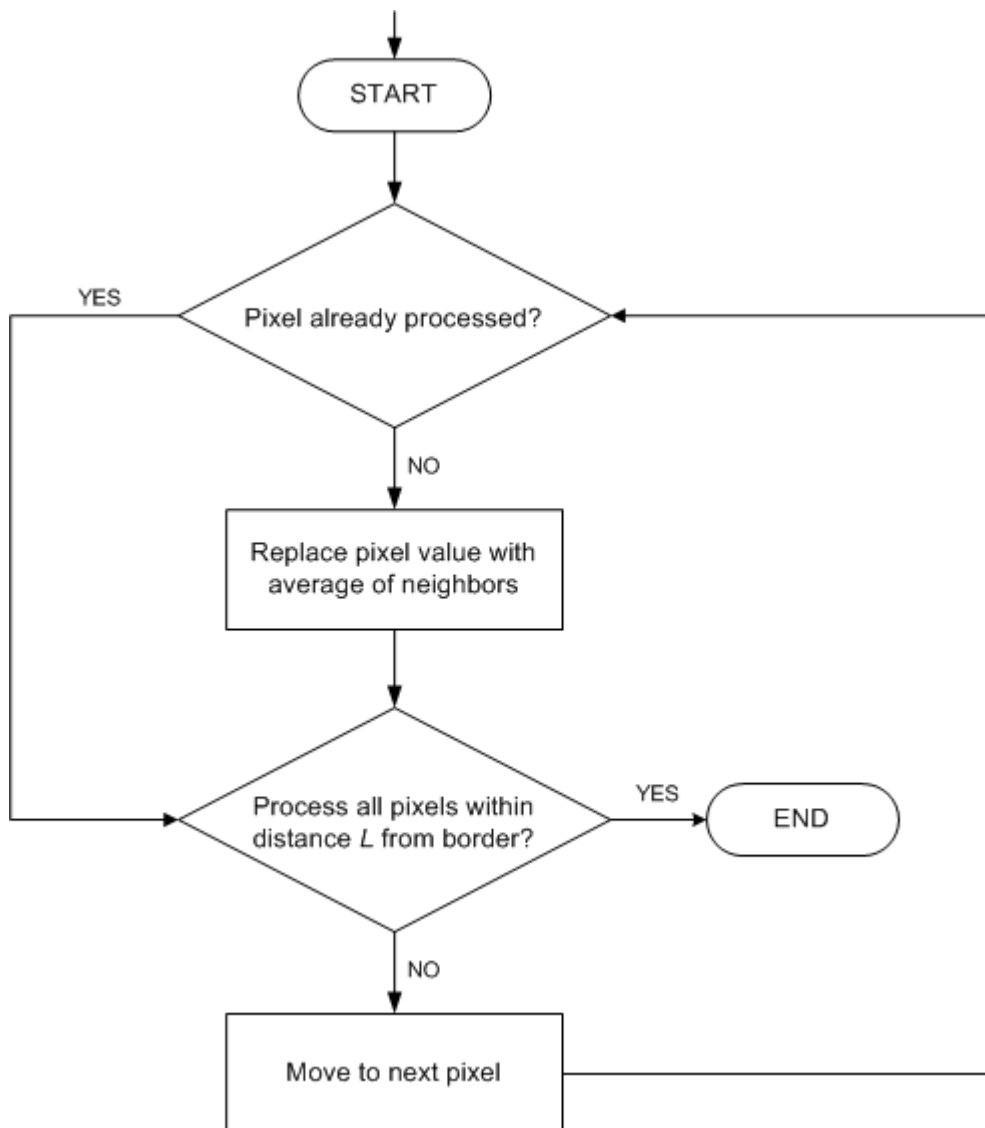 START
YES
Pixel already processed?
NO
Replace pixel value with
average of neighbors
Process all pixels within
distance L from border?
YES
END
NO
Move to next pixel